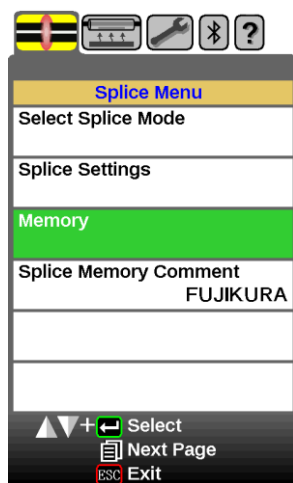 ?
Splice Menu
Select Splice Mode
Splice Settings
Memory
Splice Memory Comment
FUJIKURA
+ Select
Next Page
ESC Exit